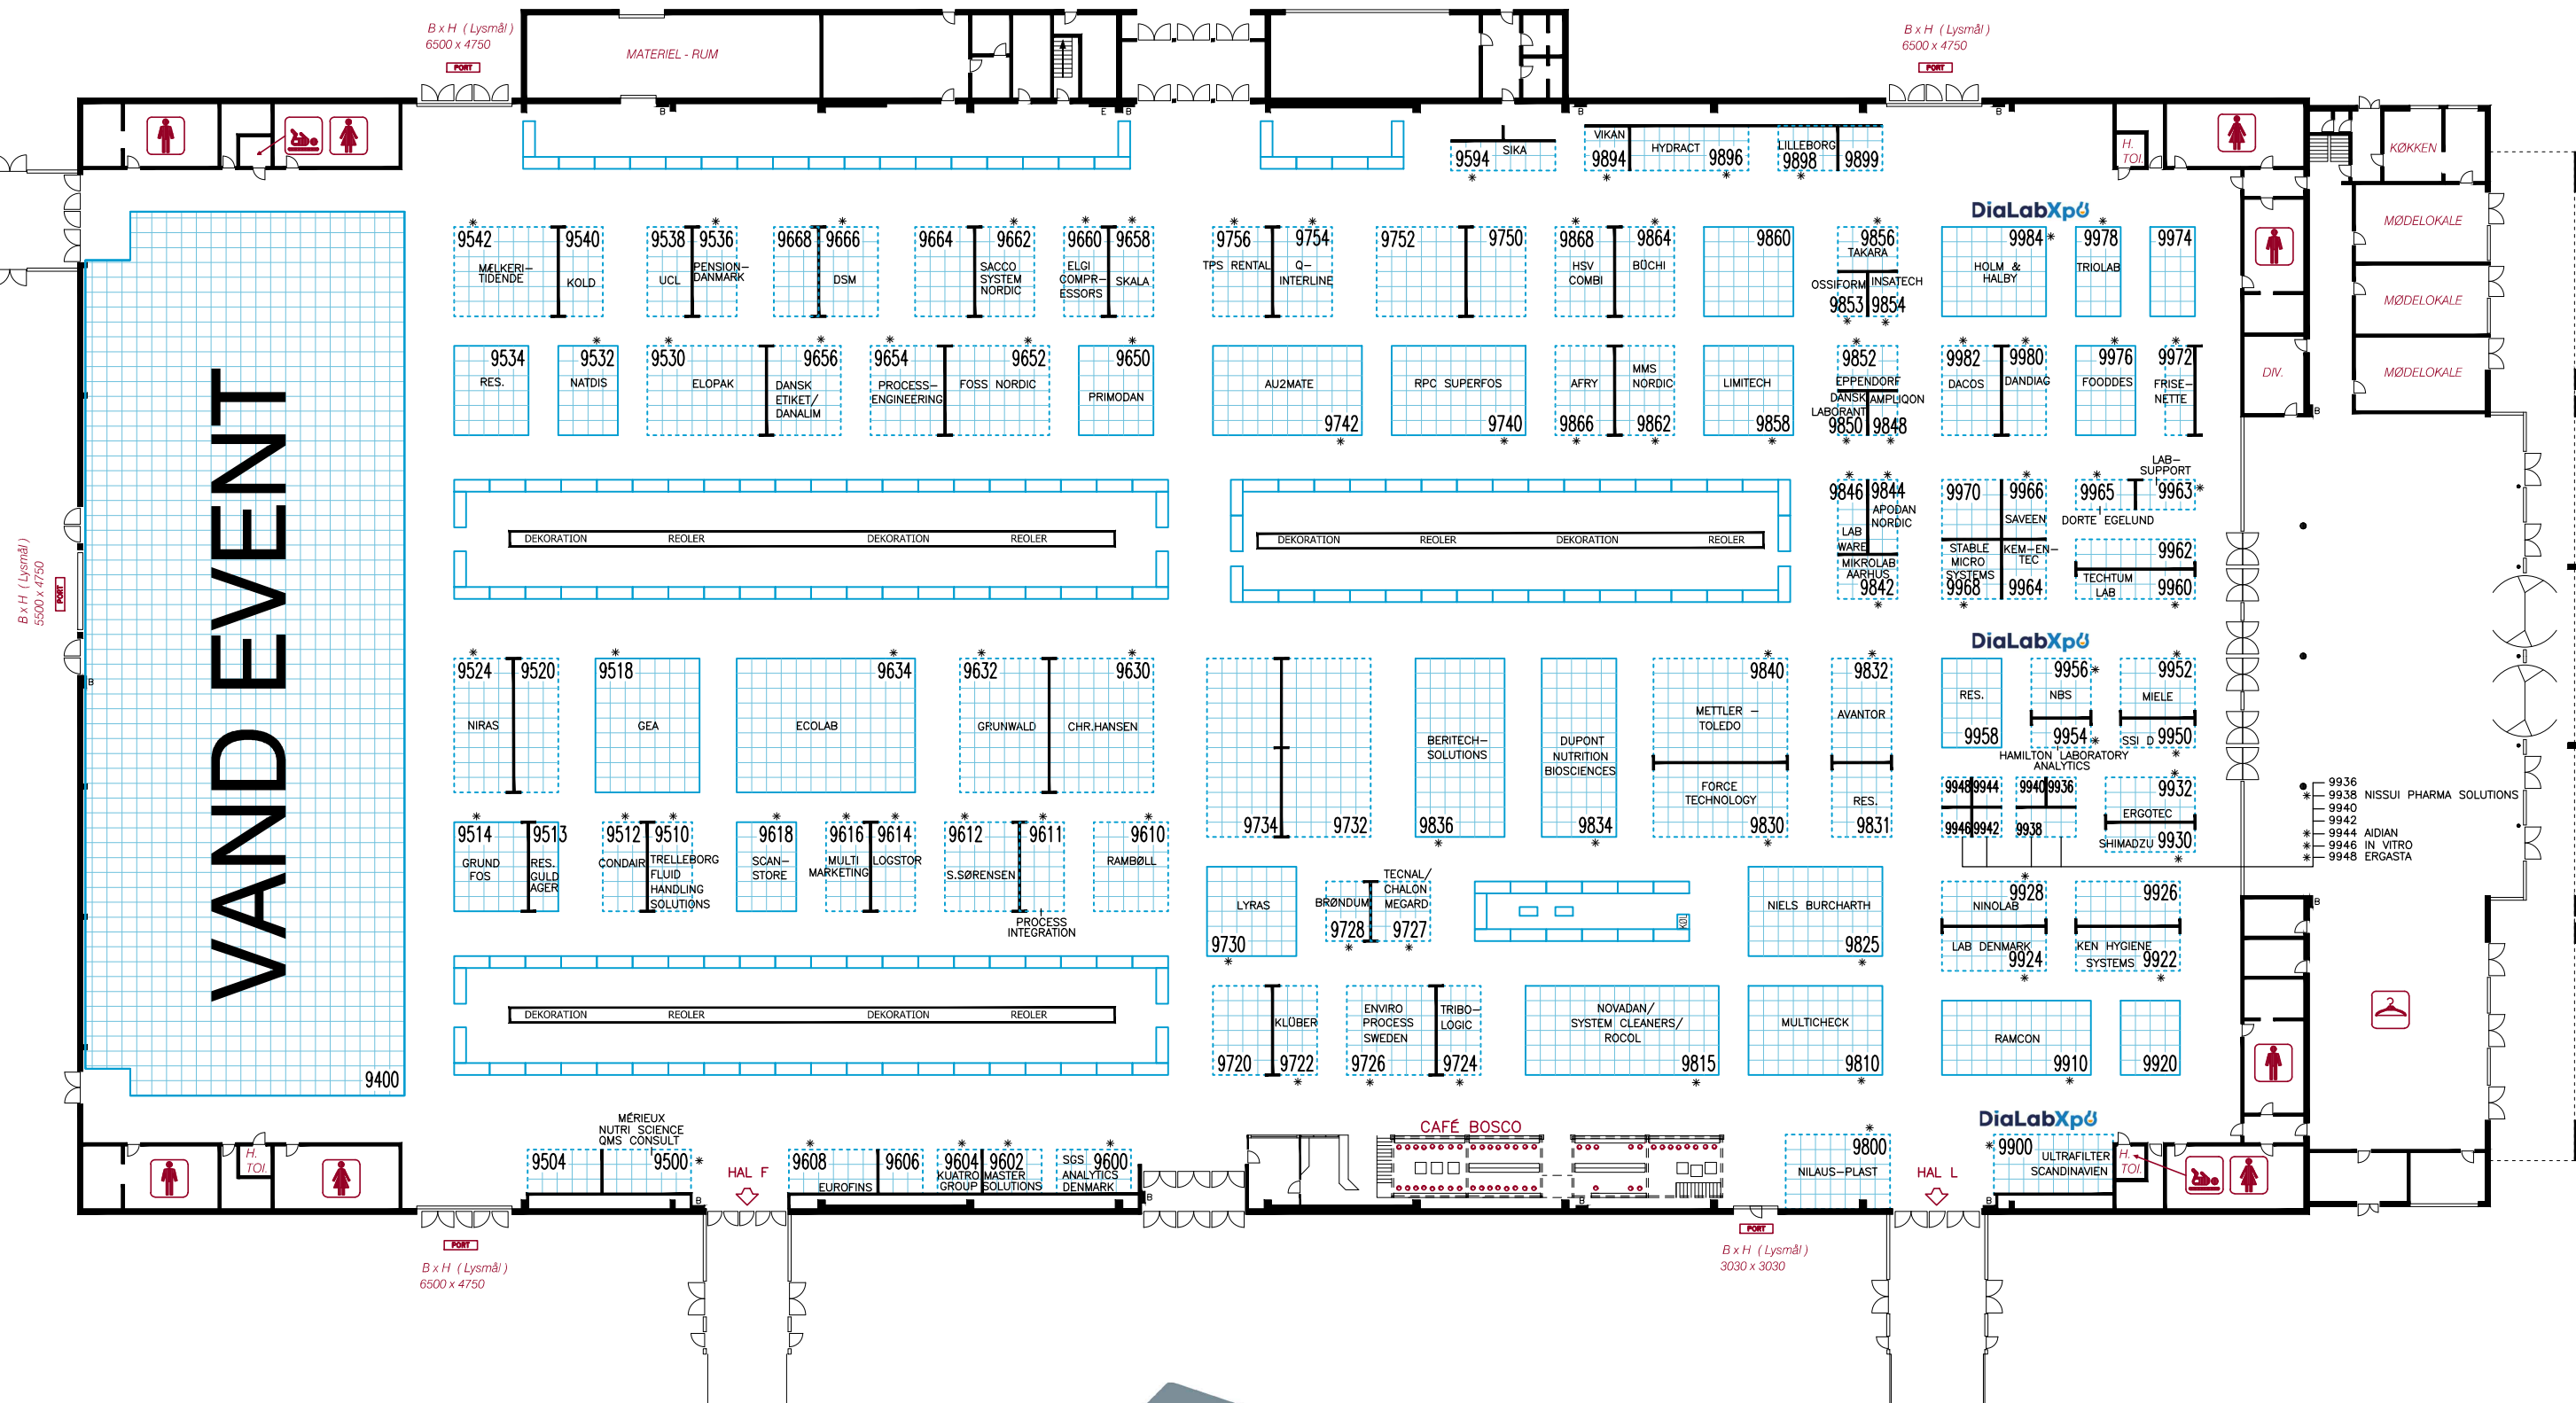 B x H ( Lysmål )
6500 x 4750
PORT
MATERIEL - RUM
B x H ( Lysmål )
6500 x 4750
PORT
B
E
B
B
B
H.
TOI.
KØKKEN
MØDELOKALE
MØDELOKALE
MØDELOKALE
DIV.
B
9594
SIKA
VIKAN
9894
HYDRACT
9896
LILLEBORG
9898
9899
DiaLabXpo
9542
MÆLKERI-
TIDENDE
9540
KOLD
9538
UCL
9536
PENSION-
DANMARK
9668
9666
DSM
9664
9662
SACCO
SYSTEM
NORDIC
9660
ELGI
COMPR-
ESSORS
9658
SKALA
9756
TPS RENTAL
9754
Q-
INTERLINE
9752
9750
9868
HSV
COMBI
9864
BÜCHI
9860
9856
TAKARA
OSSIFORM
9853
INSATECH
9854
9984
HOLM &
HALBY
9978
TRIOLAB
9974
9534
RES.
9532
NATDIS
9530
ELOPAK
9656
DANSK
ETIKET/
DANALIM
9654
PROCESS-
ENGINEERING
9652
FOSS NORDIC
9650
PRIMODAN
AU2MATE
9742
RPC SUPERFOS
9740
AFRY
9866
MMS
NORDIC
9862
LIMITECH
9858
9852
EPPENDORF
DANSK
LABORANT
9850
AMPLIQON
9848
9982
DACOS
9980
DANDIAG
9976
FOODDES
9972
FRISE-
NETTE
DEKORATION
REOLER
DEKORATION
REOLER
DEKORATION
REOLER
DEKORATION
REOLER
9846
LAB
WARE
9844
APODAN
NORDIC
MIKROLAB
AARHUS
9842
9970
9966
SAVEEN
STABLE
MICRO
SYSTEMS
9968
KEM-EN-
TEC
9964
LAB-
SUPPORT
9965
9963
DORTE EGELUND
9962
TECHTUM
LAB
9960
B x H ( Lysmål )
5500 x 4750
PORT
B
VAND EVENT
9400
DiaLabXpo
9524
NIRAS
9520
9518
GEA
9634
ECOLAB
9632
GRUNWALD
9630
CHR.HANSEN
9734
9732
BERITECH-
SOLUTIONS
9836
DUPONT
NUTRITION
BIOSCIENCES
9834
9840
METTLER -
TOLEDO
FORCE
TECHNOLOGY
9830
9832
AVANTOR
RES.
9831
RES.
9958
9956
NBS
9954
HAMILTON LABORATORY
ANALYTICS
9952
MIELE
SSI D
9950
9948
9944
9946
9942
9940
9936
9938
9932
ERGOTEC
SHIMADZU
9930
9936
9938 NISSUI PHARMA SOLUTIONS
9940
9942
9944 AIDIAN
9946 IN VITRO
9948 ERGASTA
9514
GRUND
FOS
9513
RES.
GULD
AGER
9512
CONDAIR
9510
TRELLEBORG
FLUID
HANDLING
SOLUTIONS
9618
SCAN-
STORE
9616
MULTI
MARKETING
9614
LOGSTOR
9612
S.SØRENSEN
9611
PROCESS
INTEGRATION
9610
RAMBØLL
LYRAS
9730
BRØNDUM
9728
TECNAL/
CHALON
MEGARD
9727
KØL
NIELS BURCHARTH
9825
9928
NINOLAB
LAB DENMARK
9924
9926
KEN HYGIENE
SYSTEMS
9922
B
DEKORATION
REOLER
DEKORATION
REOLER
9720
KLÜBER
9722
ENVIRO
PROCESS
SWEDEN
9726
TRIBO-
LOGIC
9724
NOVADAN/
SYSTEM CLEANERS/
ROCOL
9815
MULTICHECK
9810
RAMCON
9910
9920
DiaLabXpo
H.
TOI.
MÉRIEUX
NUTRI SCIENCE
QMS CONSULT
9504
9500
B
HAL F
9608
EUROFINS
9606
9604
KUATRO
GROUP
9602
MASTER
SOLUTIONS
SGS
9600
ANALYTICS
DENMARK
B
CAFÉ BOSCO
B
9800
NILAUS-PLAST
HAL L
B
9900
ULTRAFILTER
SCANDINAVIEN
H.
TOI.
PORT
B x H ( Lysmål )
6500 x 4750
PORT
B x H ( Lysmål )
3030 x 3030